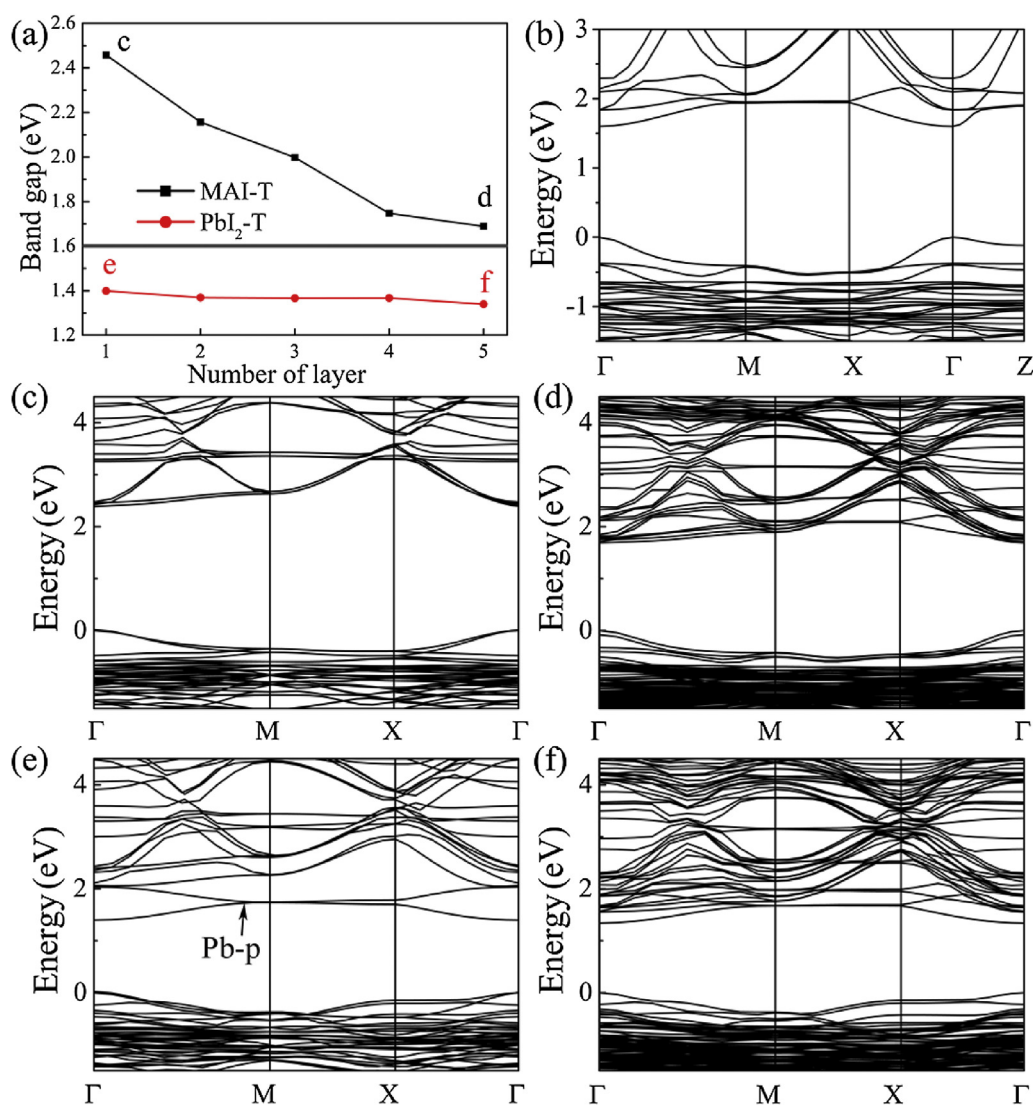 (a)
2.6
2.4
2.2
2.0
1.8
1.6
1.4
1.2
Band gap (eV)
c
d
e
f
MAI-T
PbI₂-T
1 2 3 4 5
Number of layer
(b)
3
2
1
0
-1
Energy (eV)
Γ M X Γ Z
(c)
4
2
0
Energy (eV)
Γ M X Γ
(d)
4
2
0
Energy (eV)
Γ M X Γ
(e)
4
2
0
Energy (eV)
Pb-p
Γ M X Γ
(f)
4
2
0
Energy (eV)
Γ M X Γ